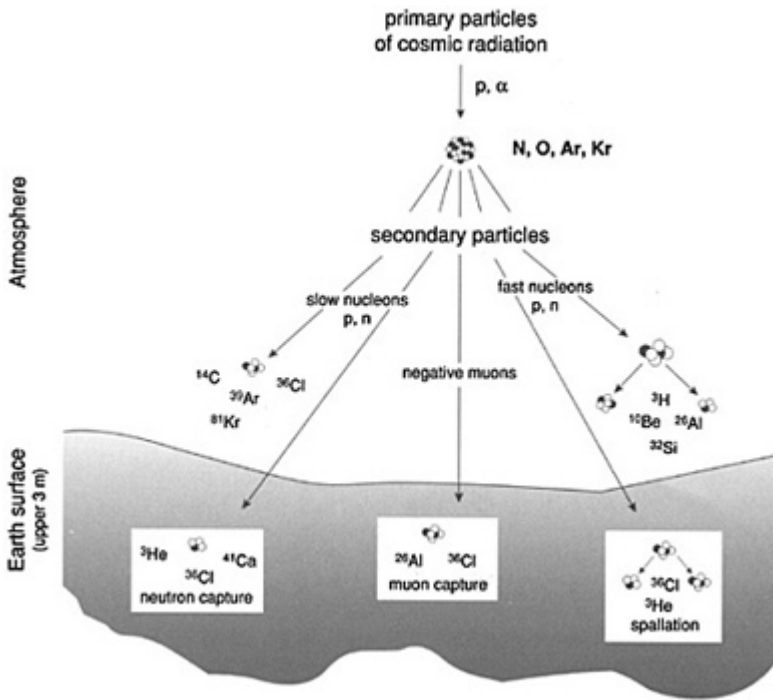 primary particles
of cosmic radiation
p, α
N, O, Ar, Kr
Atmosphere
secondary particles
slow nucleons
p, n
fast nucleons
p, n
negative muons
¹⁴C
³⁹Ar
³⁶Cl
⁸¹Kr
³H
¹⁰Be
²⁶Al
³²Si
Earth surface
(upper 3 m)
³He
⁴¹Ca
³⁶Cl
neutron capture
²⁶Al
³⁶Cl
muon capture
³⁶Cl
³He
spallation